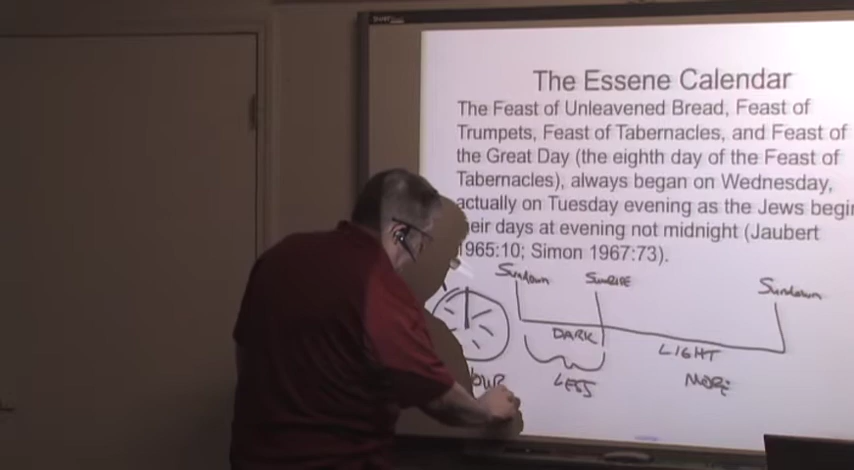 The Essene Calendar
The Feast of Unleavened Bread, Feast of
Trumpets, Feast of Tabernacles, and Feast of
the Great Day (the eighth day of the Feast of
Tabernacles), always began on Wednesday,
actually on Tuesday evening as the Jews begin
heir days at evening not midnight (Jaubert
1965:10; Simon 1967:73).
Sundown SUNRISE Sundown
DARK LIGHT
OUR LESS MORE